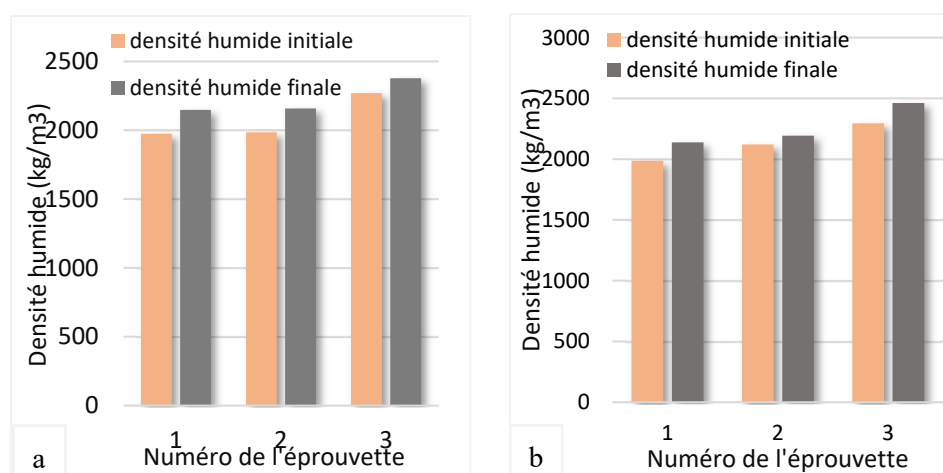 densité humide initiale
densité humide finale
Densité humide (kg/m3)
2500
2000
1500
1000
500
0
1 2 3
Numéro de l'éprouvette
a
densité humide initiale
densité humide finale
Densité humide (kg/m3)
3000
2500
2000
1500
1000
500
0
1 2 3
Numéro de l'éprouvette
b